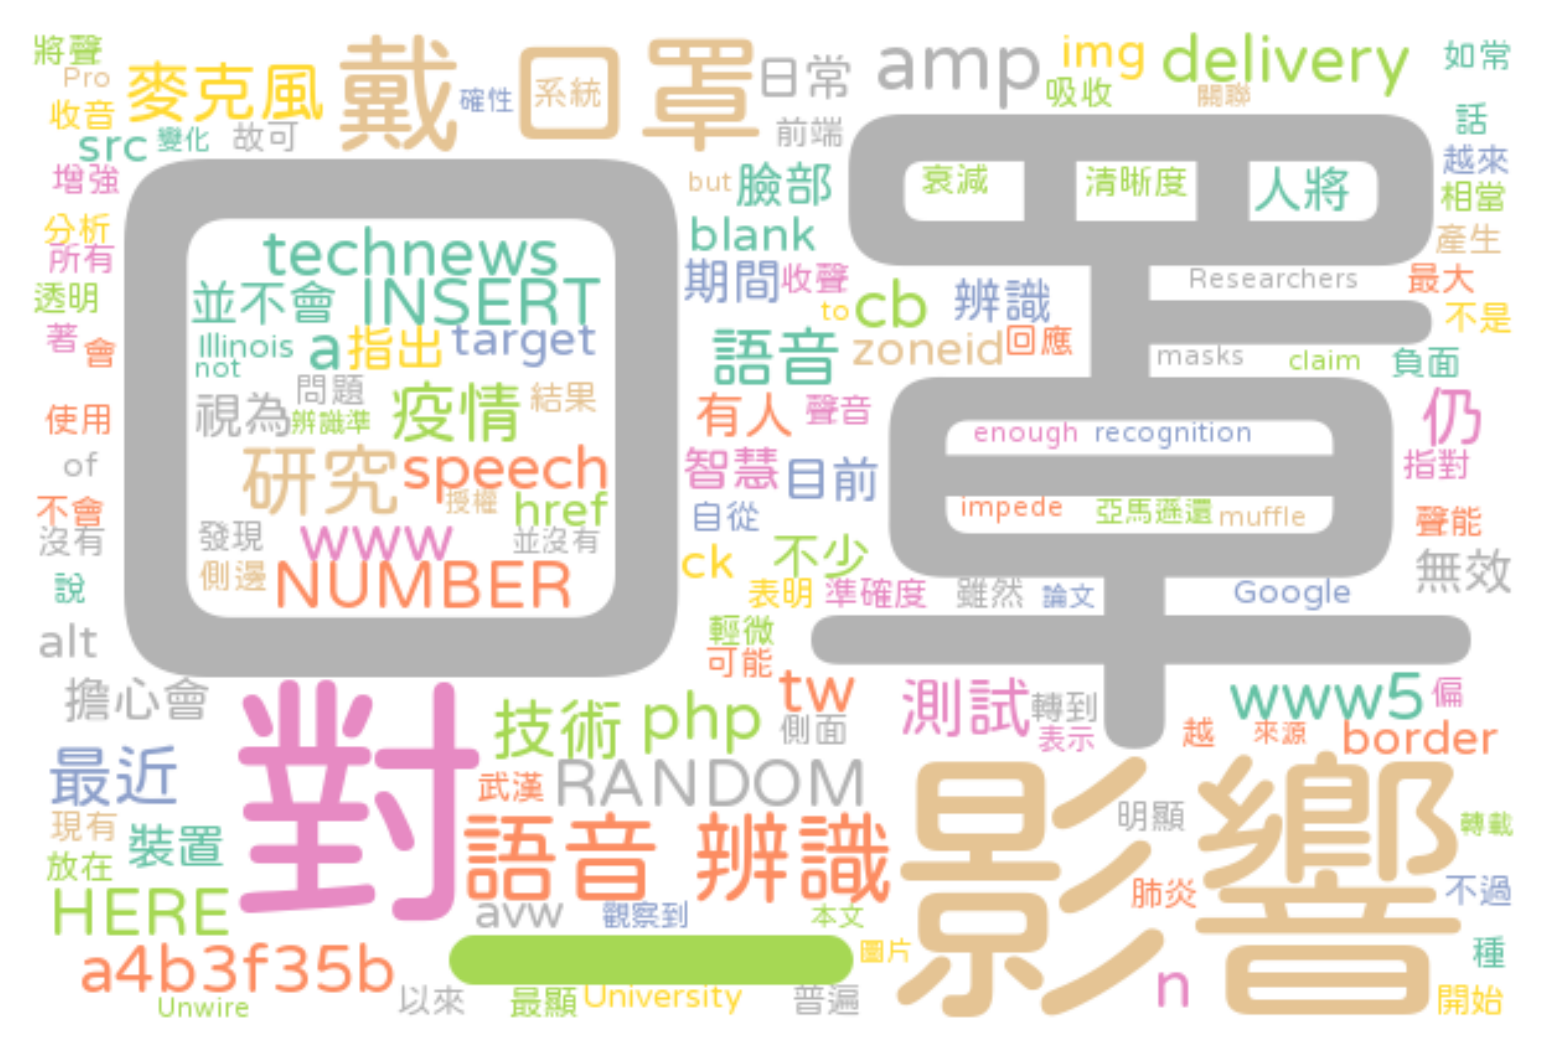 將聲
Pro
麥克風
戴口罩
確性
系統
日常
amp
img
delivery
如常
收音
吸收
關聯
src
變化
故可
前端
話
增強
but
臉部
口罩
衰減
清晰度
人將
越來
相當
分析
所有
technews
blank
產生
透明
並不會
INSERT
期間
收聲
to
cb
辨識
Researchers
最大
不是
著
會
Illinois
a
指出
target
語音
zoneid
回應
masks
claim
負面
not
問題
視為
辨識準
疫情
結果
使用
有人
聲音
enough
recognition
仍
of
研究
speech
智慧
目前
指對
授權
href
不會
沒有
發現
www
並沒有
自從
impede
亞馬遜還
muffle
聲能
側邊
NUMBER
ck
不少
無效
說
表明
準確度
雖然
論文
Google
alt
輕微
可能
擔心會
對
技術
php
tw
側面
測試
轉到
表示
www5
偏
越
來源
border
最近
武漢
RANDOM
影響
明顯
現有
裝置
語音 辨識
轉載
放在
HERE
avw
觀察到
本文
肺炎
不過
一
圖片
a4b3f35b
Unwire
以來
最顯
University
普遍
n
種
開始